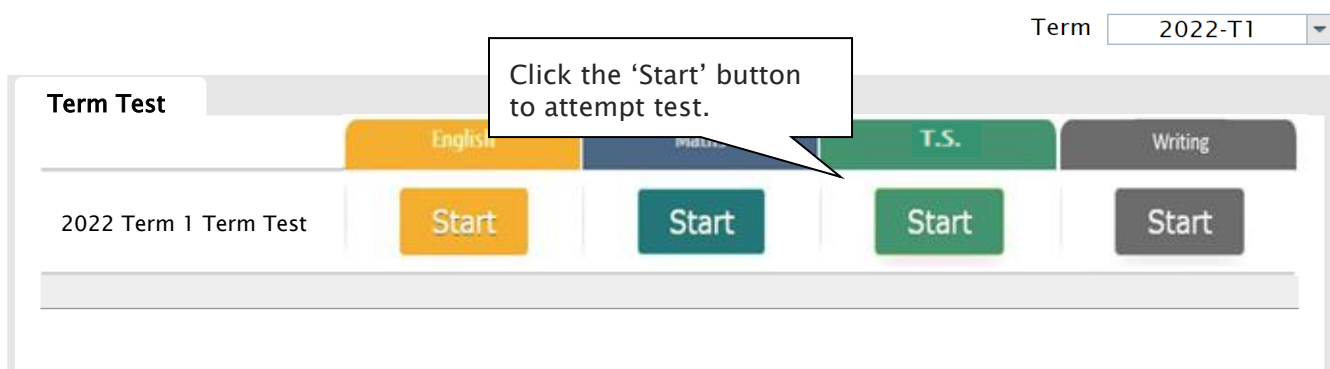 Term 2022-T1
Click the ‘Start’ button
to attempt test.
Term Test
English Maths T.S. Writing
2022 Term 1 Term Test Start Start Start Start